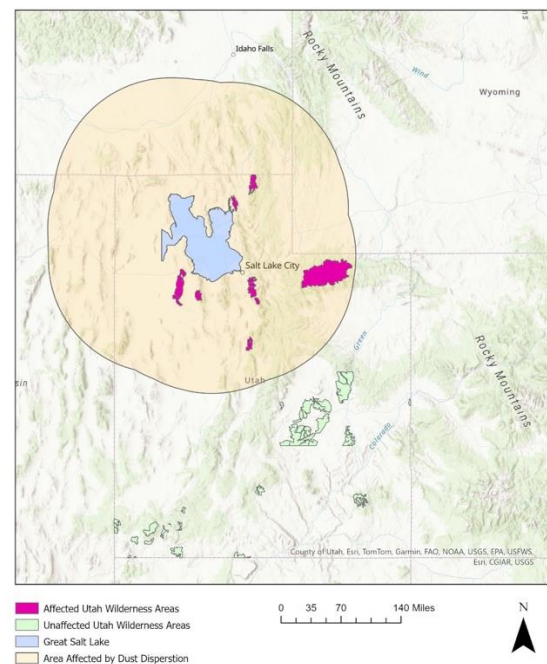 Idaho Falls
Rocky Mountains
Wind
Wyoming
Salt Lake City
Green
Rocky Mountains
sin
Utah
Colorado
County of Utah, Esri, TomTom, Garmin, FAO, NOAA, USGS, EPA, USFWS,
Esri, CGIAR, USGS
Affected Utah Wilderness Areas
Unaffected Utah Wilderness Areas
Great Salt Lake
Area Affected by Dust Disperstion
0 35 70 140 Miles
N